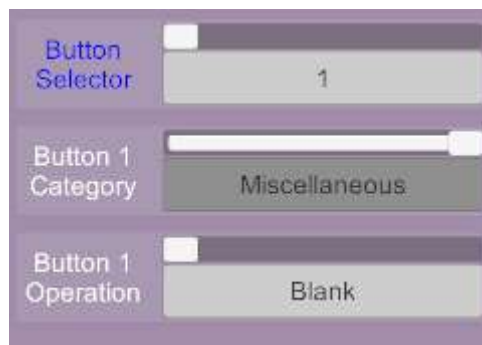 Button
Selector
1
Button 1
Category
Miscellaneous
Button 1
Operation
Blank